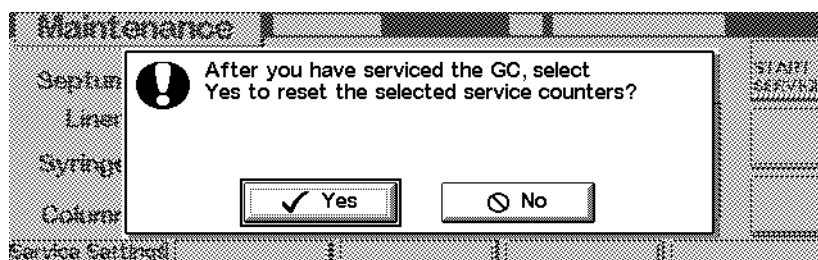 Maintenance
After you have serviced the GC, select
Yes to reset the selected service counters?
Septum
Liner
Syringe
Column
START
SERVICE
Yes
No
Service Settings